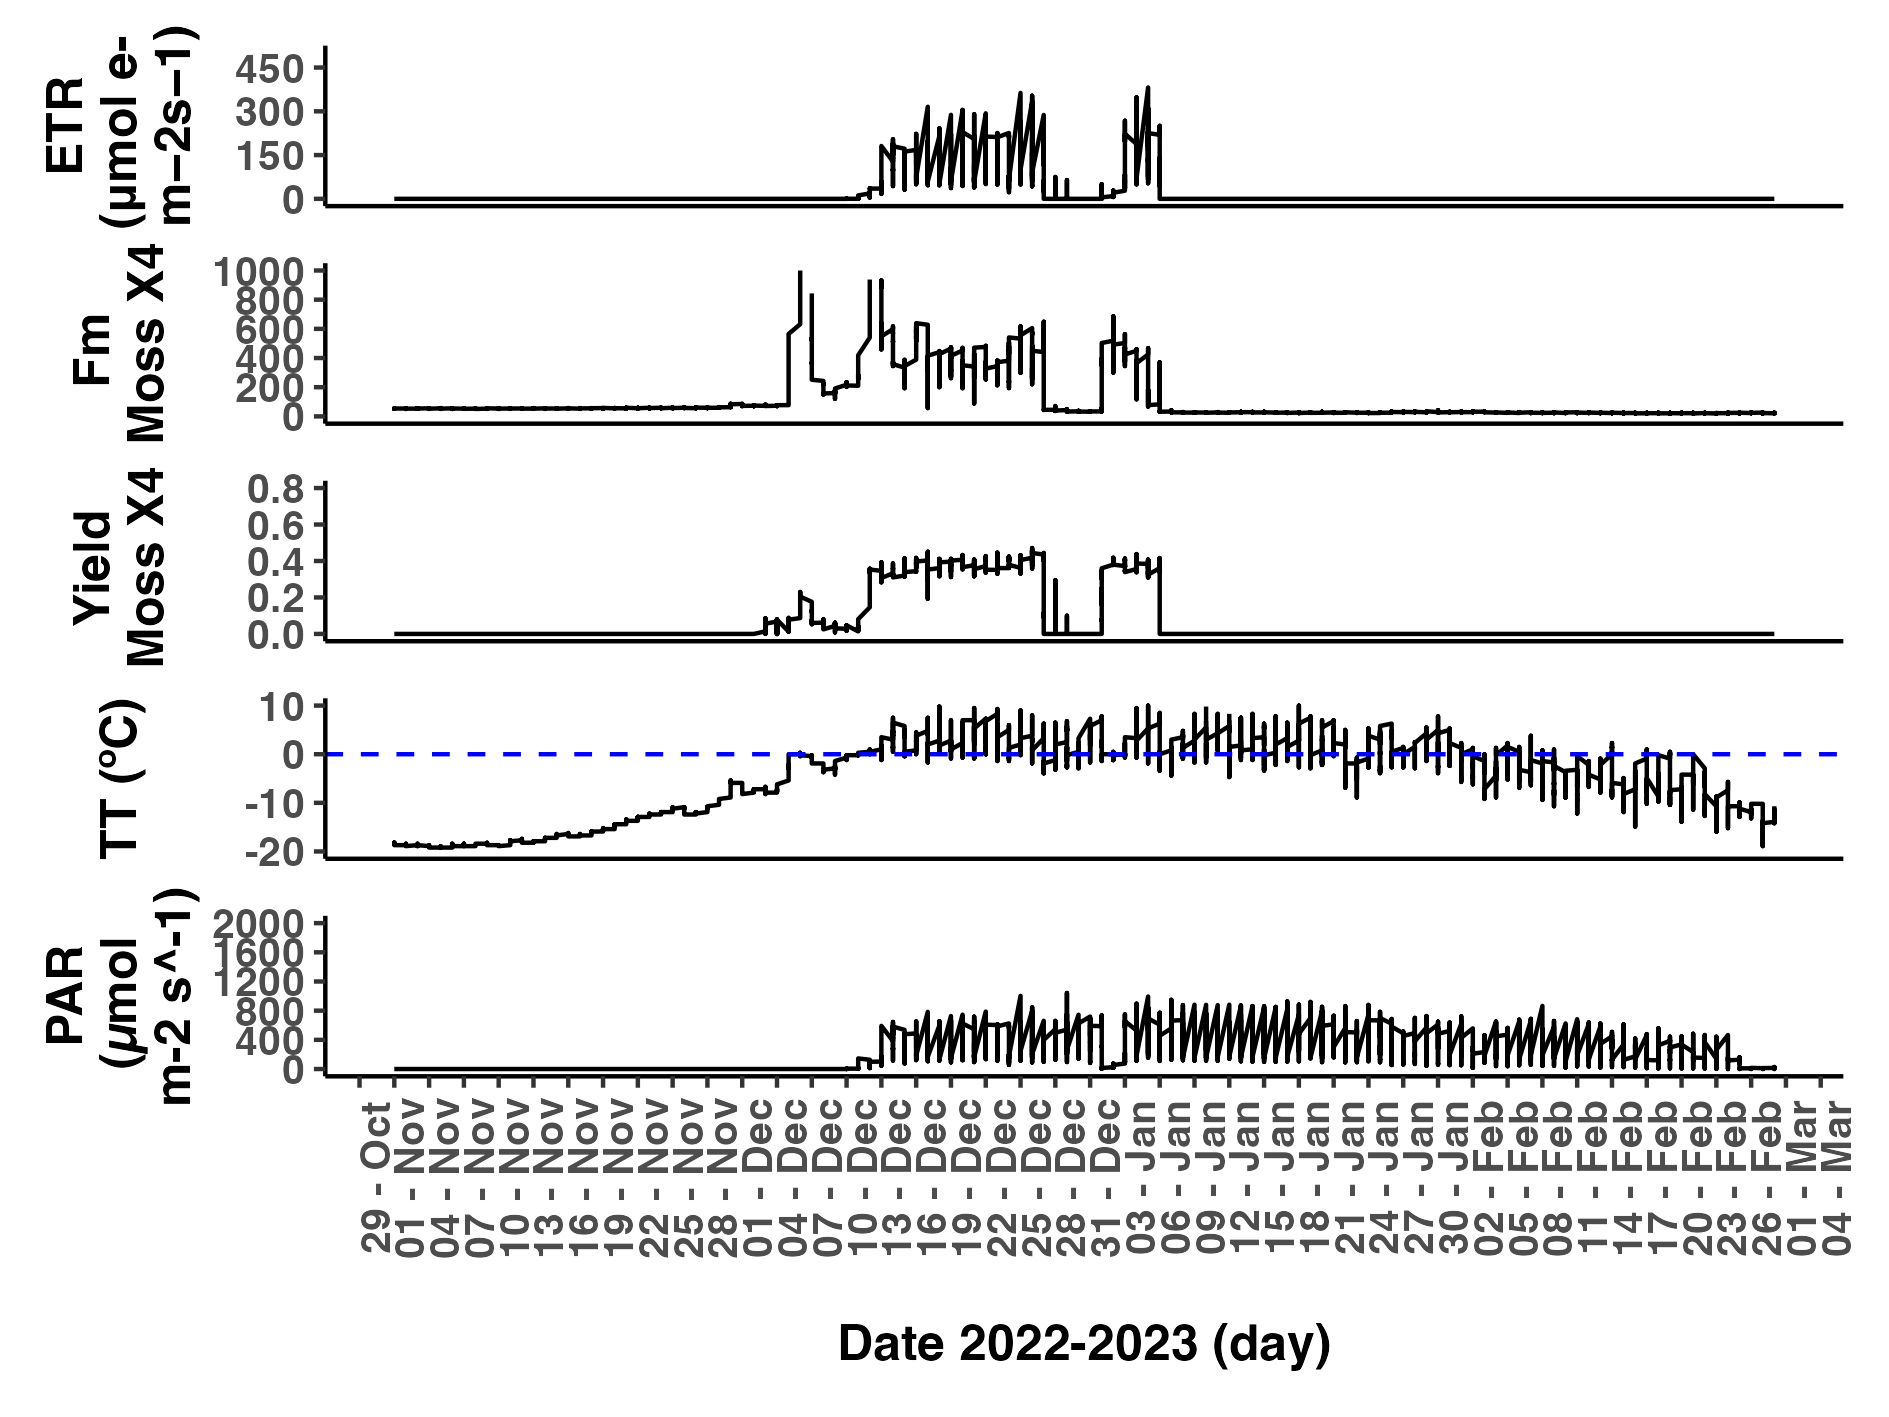 ETR
(μmol e-
m−2s−1)
450
300
150
0
Fm
Moss X4
1000
800
600
400
200
0
Yield
Moss X4
0.8
0.6
0.4
0.2
0.0
TT (ºC)
10
0
-10
-20
PAR
(μmol
m-2 s^-1)
2000
1600
1200
800
400
0
29 - Oct
01 - Nov
04 - Nov
07 - Nov
10 - Nov
13 - Nov
16 - Nov
19 - Nov
22 - Nov
25 - Nov
28 - Nov
01 - Dec
04 - Dec
07 - Dec
10 - Dec
13 - Dec
16 - Dec
19 - Dec
22 - Dec
25 - Dec
28 - Dec
31 - Dec
03 - Jan
06 - Jan
09 - Jan
12 - Jan
15 - Jan
18 - Jan
21 - Jan
24 - Jan
27 - Jan
30 - Jan
02 - Feb
05 - Feb
08 - Feb
11 - Feb
14 - Feb
17 - Feb
20 - Feb
23 - Feb
26 - Feb
01 - Mar
04 - Mar
Date 2022-2023 (day)